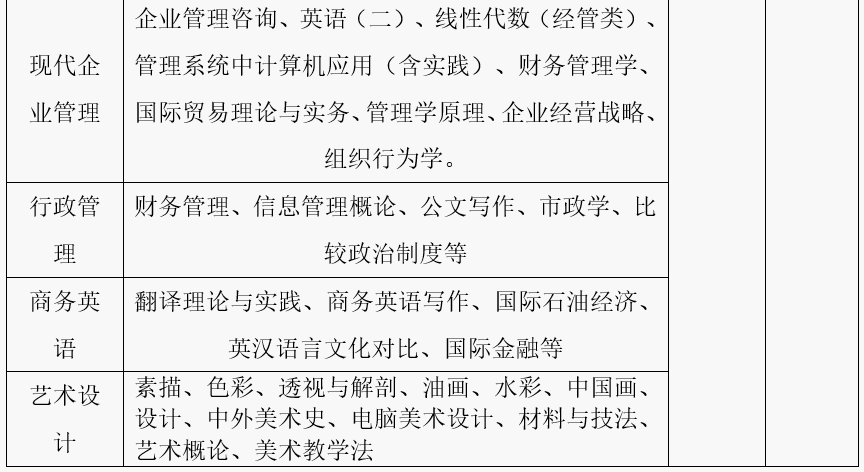 现代企
业管理
企业管理咨询、英语（二）、线性代数（经管类）、
管理系统中计算机应用（含实践）、财务管理学、
国际贸易理论与实务、管理学原理、企业经营战略、
组织行为学。
行政管
理
财务管理、信息管理概论、公文写作、市政学、比
较政治制度等
商务英
语
翻译理论与实践、商务英语写作、国际石油经济、
英汉语言文化对比、国际金融等
艺术设
计
素描、色彩、透视与解剖、油画、水彩、中国画、
设计、中外美术史、电脑美术设计、材料与技法、
艺术概论、美术教学法